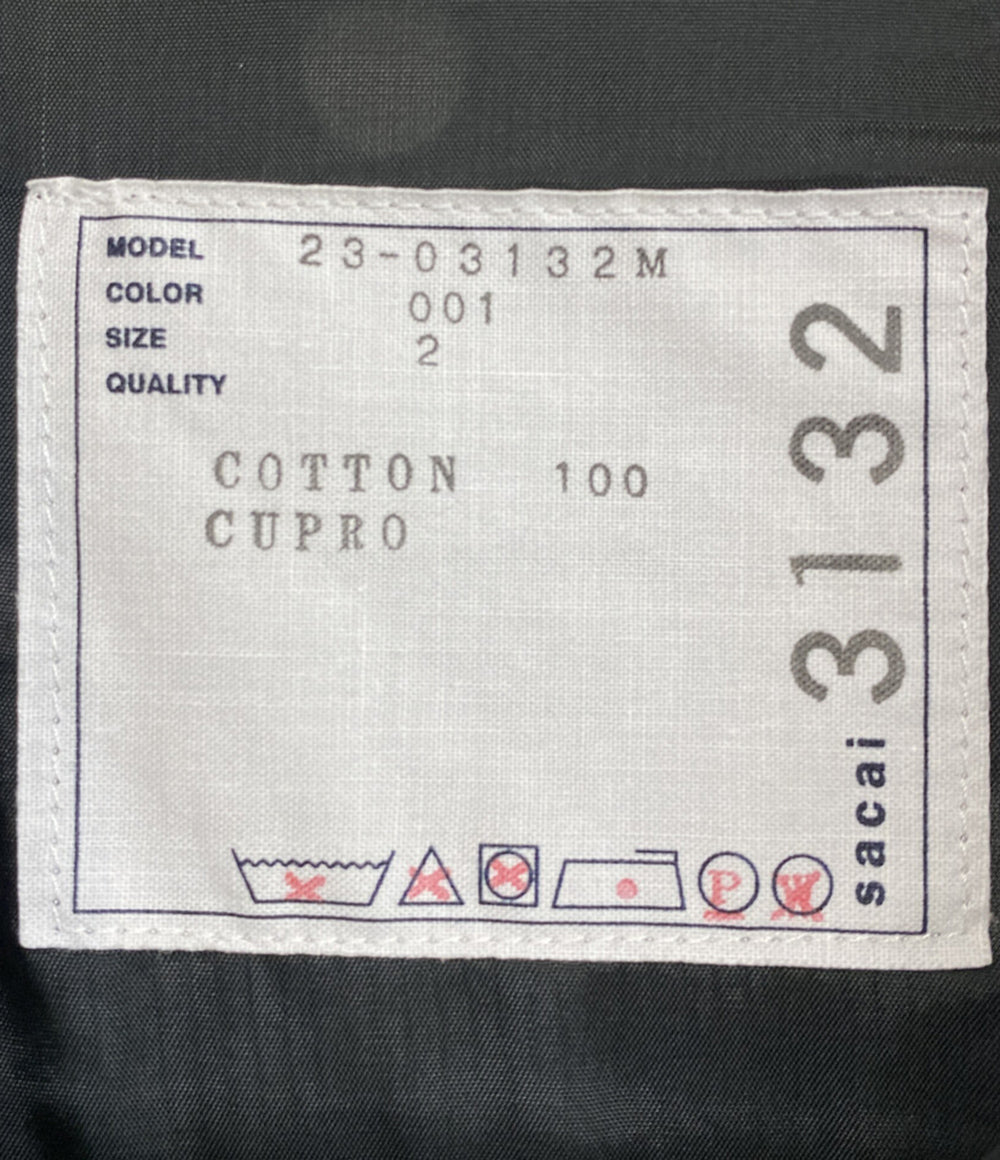 MODEL 23-03132M
COLOR 001
SIZE 2
QUALITY
COTTON 100
CUPRO
sacai 3132
P
W